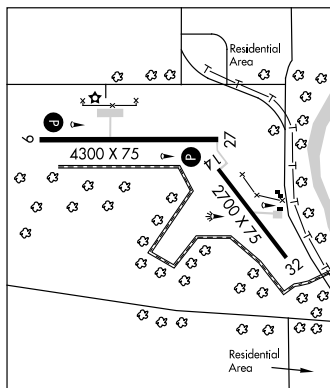 Residential
Area
P
9
27
4300 X 75
P
14
2700 X 75
32
Residential
Area